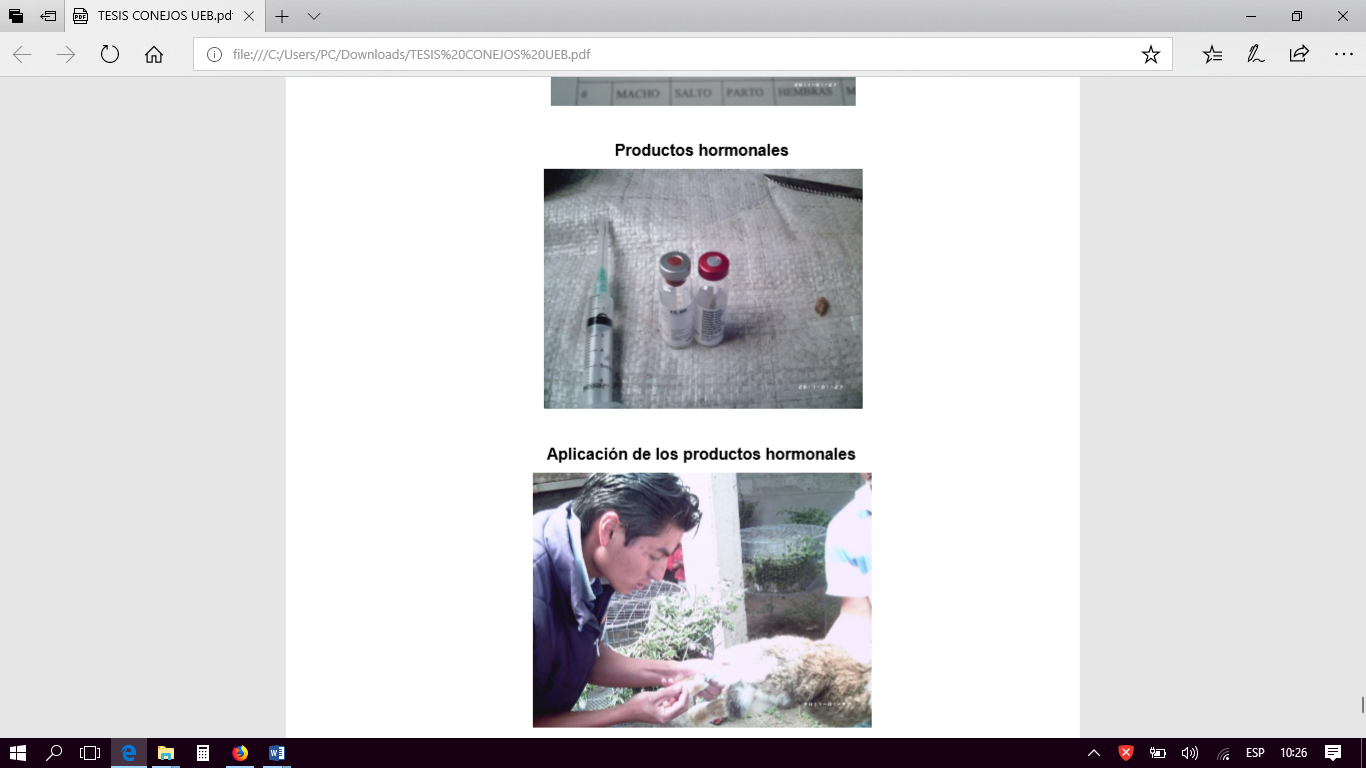 TESIS CONEJOS UEB.pdf
file:///C:/Users/PC/Downloads/TESIS%20CONEJOS%20UEB.pdf
# MACHO SALTO PARTO HEMBRAS M
Productos hormonales
Aplicación de los productos hormonales
ESP 10:26